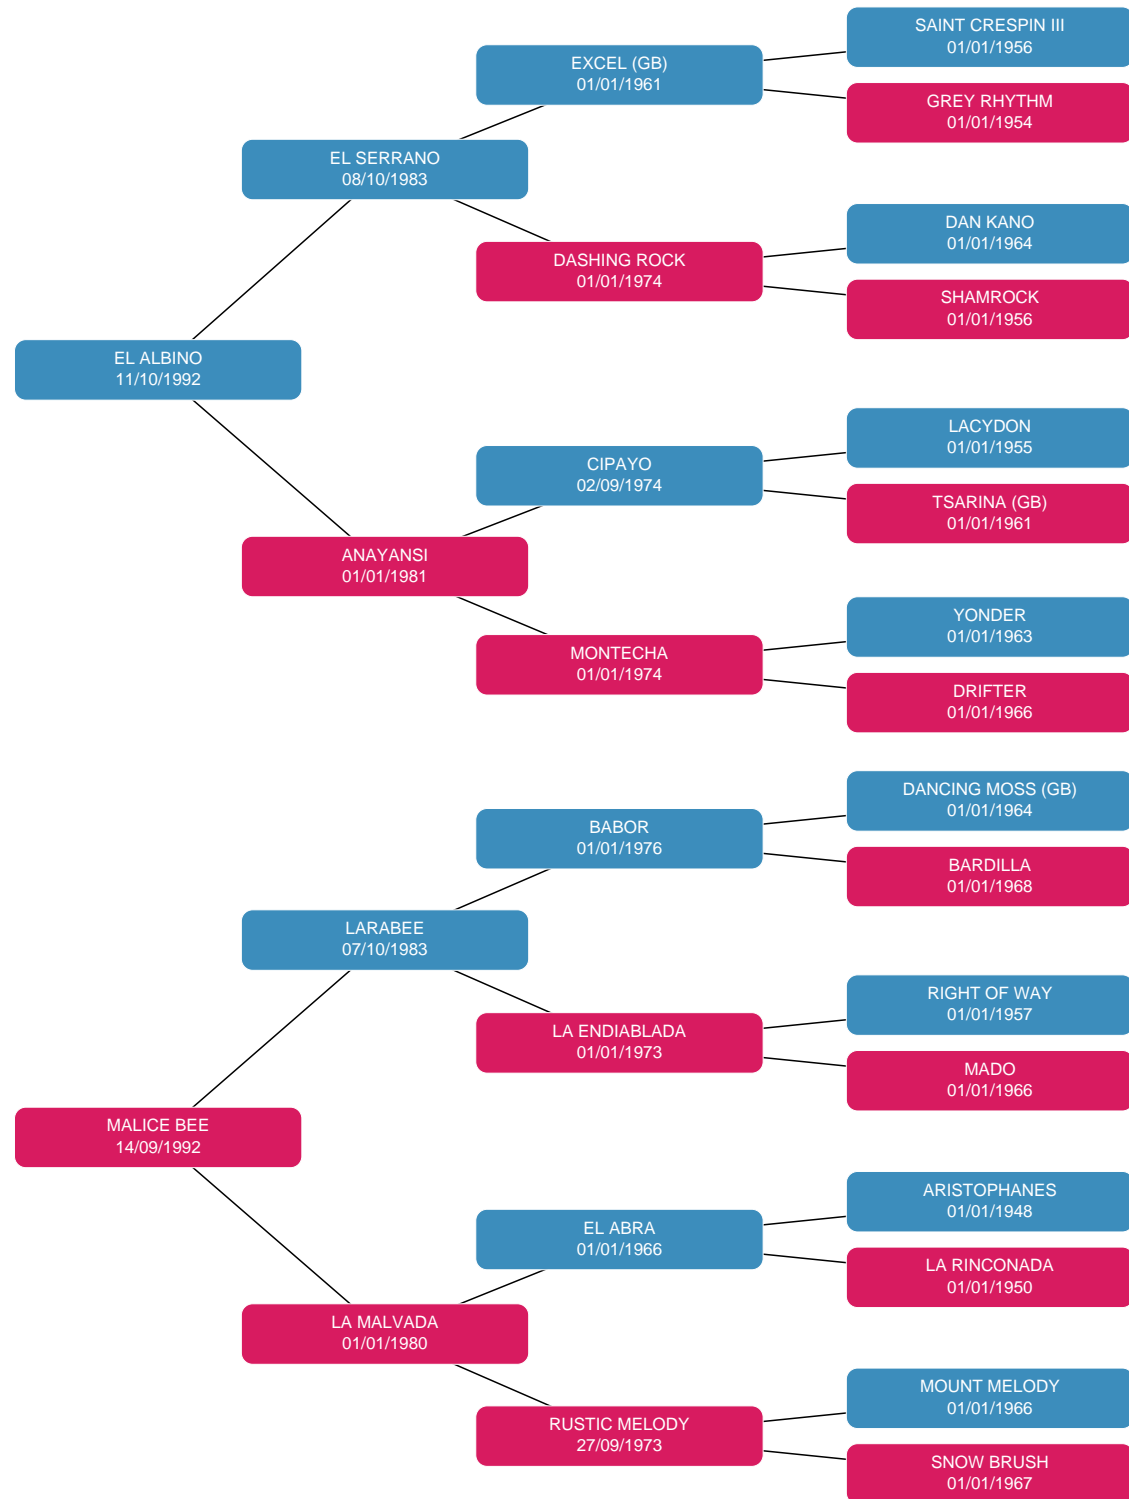 SAINT CRESPIN III
01/01/1956
EXCEL (GB)
01/01/1961
GREY RHYTHM
01/01/1954
EL SERRANO
08/10/1983
DAN KANO
01/01/1964
DASHING ROCK
01/01/1974
SHAMROCK
01/01/1956
EL ALBINO
11/10/1992
LACYDON
01/01/1955
CIPAYO
02/09/1974
TSARINA (GB)
01/01/1961
ANAYANSI
01/01/1981
YONDER
01/01/1963
MONTECHA
01/01/1974
DRIFTER
01/01/1966
DANCING MOSS (GB)
01/01/1964
BABOR
01/01/1976
BARDILLA
01/01/1968
LARABEE
07/10/1983
RIGHT OF WAY
01/01/1957
LA ENDIABLADA
01/01/1973
MADO
01/01/1966
MALICE BEE
14/09/1992
ARISTOPHANES
01/01/1948
EL ABRA
01/01/1966
LA RINCONADA
01/01/1950
LA MALVADA
01/01/1980
MOUNT MELODY
01/01/1966
RUSTIC MELODY
27/09/1973
SNOW BRUSH
01/01/1967